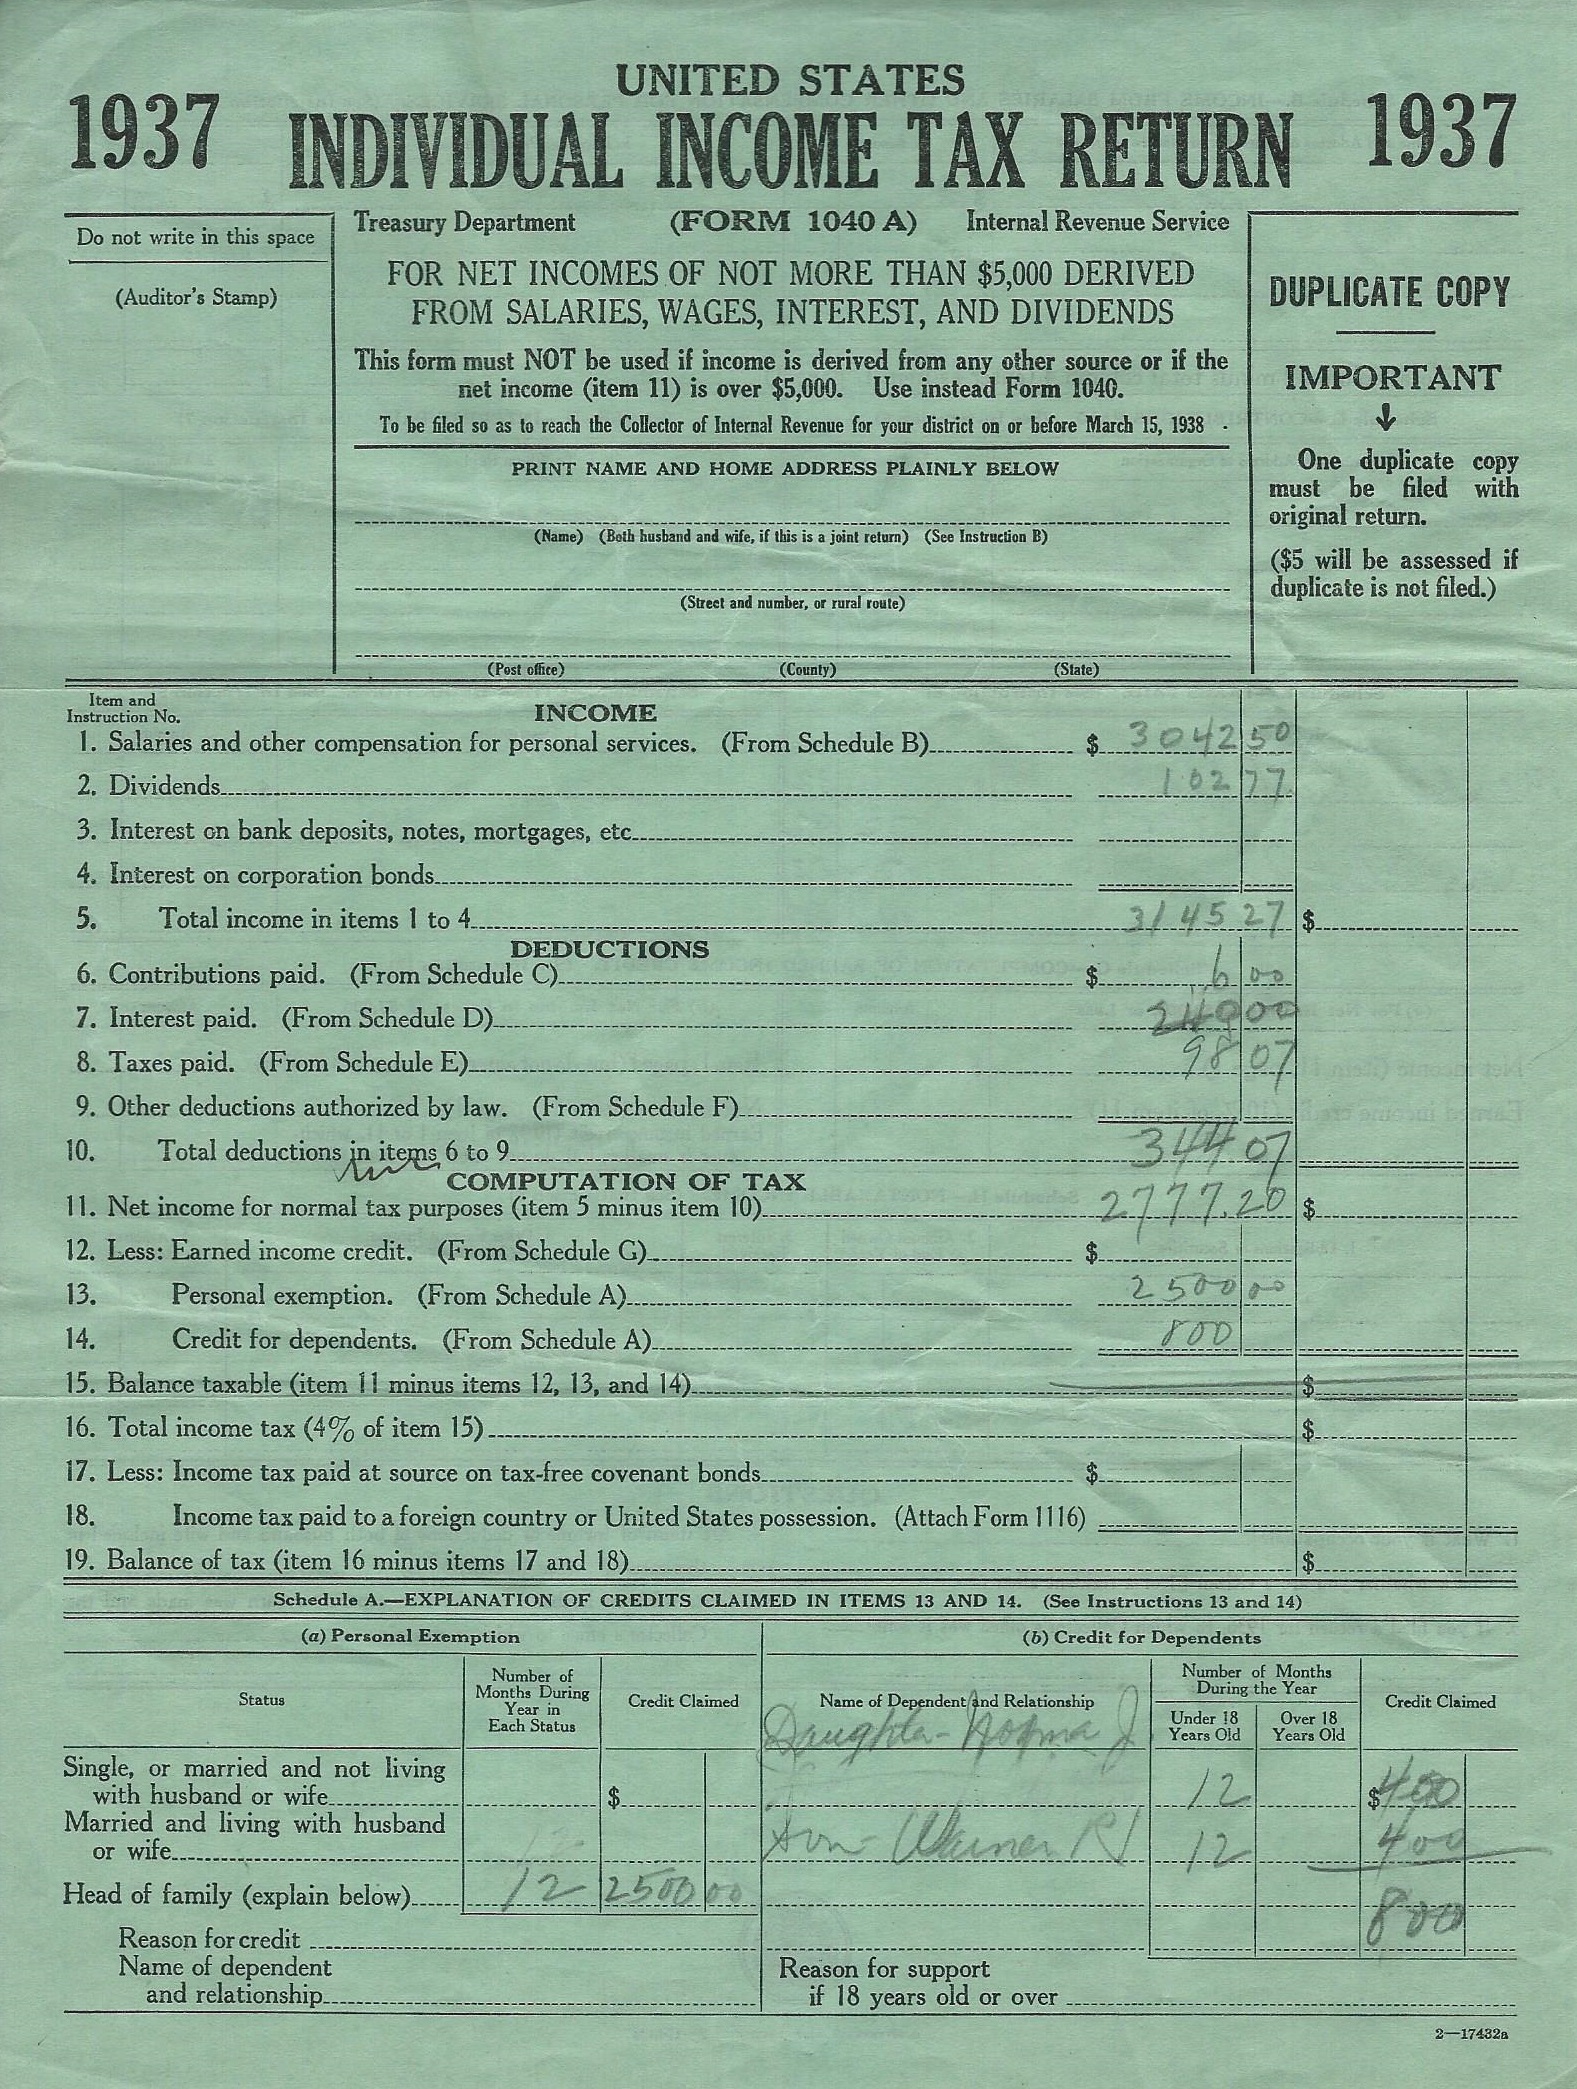 UNITED STATES
1937 INDIVIDUAL INCOME TAX RETURN 1937
Do not write in this space
(Auditor's Stamp)
Treasury Department (FORM 1040 A) Internal Revenue Service
FOR NET INCOMES OF NOT MORE THAN $5,000 DERIVED
FROM SALARIES, WAGES, INTEREST, AND DIVIDENDS
This form must NOT be used if income is derived from any other source or if the
net income (item 11) is over $5,000. Use instead Form 1040.
To be filed so as to reach the Collector of Internal Revenue for your district on or before March 15, 1938
PRINT NAME AND HOME ADDRESS PLAINLY BELOW
(Name) (Both husband and wife, if this is a joint return) (See Instruction B)
(Street and number, or rural route)
(Post office) (County) (State)
DUPLICATE COPY
IMPORTANT
One duplicate copy
must be filed with
original return.
($5 will be assessed if
duplicate is not filed.)
Item and
Instruction No.
INCOME
1. Salaries and other compensation for personal services. (From Schedule B) $ 3042 50
2. Dividends 102 77
3. Interest on bank deposits, notes, mortgages, etc
4. Interest on corporation bonds
5. Total income in items 1 to 4 3145 27 $
DEDUCTIONS
6. Contributions paid. (From Schedule C) $ 6 00
7. Interest paid. (From Schedule D) 240 00
8. Taxes paid. (From Schedule E) 98 07
9. Other deductions authorized by law. (From Schedule F)
10. Total deductions in items 6 to 9 344 07
COMPUTATION OF TAX
11. Net income for normal tax purposes (item 5 minus item 10) 2777.20 $
12. Less: Earned income credit. (From Schedule G) $
13. Personal exemption. (From Schedule A) 2500 00
14. Credit for dependents. (From Schedule A) 800
15. Balance taxable (item 11 minus items 12, 13, and 14) $
16. Total income tax (4% of item 15) $
17. Less: Income tax paid at source on tax-free covenant bonds $
18. Income tax paid to a foreign country or United States possession. (Attach Form 1116)
19. Balance of tax (item 16 minus items 17 and 18) $
Schedule A.—EXPLANATION OF CREDITS CLAIMED IN ITEMS 13 AND 14. (See Instructions 13 and 14)
(a) Personal Exemption
Status
Number of
Months During
Year in
Each Status
Credit Claimed
Single, or married and not living
with husband or wife $
Married and living with husband
or wife
Head of family (explain below) 12 2500 00
Reason for credit
Name of dependent
and relationship
(b) Credit for Dependents
Name of Dependent and Relationship
Number of Months
During the Year
Under 18
Years Old
Over 18
Years Old
Credit Claimed
Daughter - Norma J 12 $400
Son - Warner R 12 400
800
Reason for support
if 18 years old or over
2—17432a